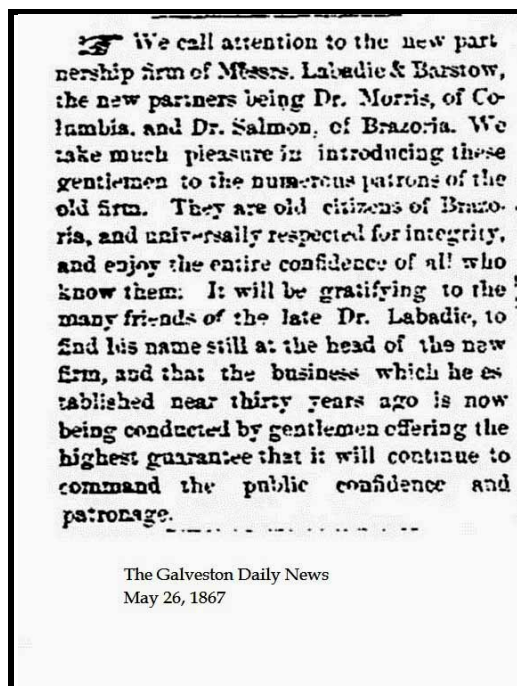 We call attention to the new part
nership firm of Messrs. Labadie & Barstow,
the new partners being Dr. Morris, of Co-
lumbia, and Dr. Salmon, of Brazoria. We
take much pleasure in introducing these
gentlemen to the numerous patrons of the
old firm. They are old citizens of Brazo-
ria, and universally respected for integrity,
and enjoy the entire confidence of all who
know them. It will be gratifying to the
many friends of the late Dr. Labadie, to
find his name still at the head of the new
firm, and that the business which he es
tablished near thirty years ago is now
being conducted by gentlemen offering the
highest guarantee that it will continue to
command the public confidence and
patronage.
The Galveston Daily News
May 26, 1867